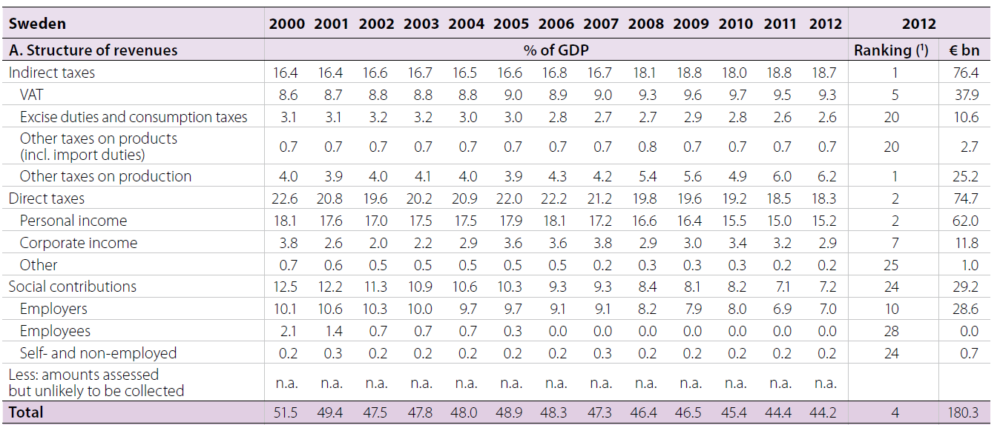 Sweden 2000 2001 2002 2003 2004 2005 2006 2007 2008 2009 2010 2011 2012 2012
A. Structure of revenues % of GDP Ranking (¹) € bn
Indirect taxes 16.4 16.4 16.6 16.7 16.5 16.6 16.8 16.7 18.1 18.8 18.0 18.8 18.7 1 76.4
VAT 8.6 8.7 8.8 8.8 8.8 9.0 8.9 9.0 9.3 9.6 9.7 9.5 9.3 5 37.9
Excise duties and consumption taxes 3.1 3.1 3.2 3.2 3.0 3.0 2.8 2.7 2.7 2.9 2.8 2.6 2.6 20 10.6
Other taxes on products
(incl. import duties) 0.7 0.7 0.7 0.7 0.7 0.7 0.7 0.7 0.8 0.7 0.7 0.7 0.7 20 2.7
Other taxes on production 4.0 3.9 4.0 4.1 4.0 3.9 4.3 4.2 5.4 5.6 4.9 6.0 6.2 1 25.2
Direct taxes 22.6 20.8 19.6 20.2 20.9 22.0 22.2 21.2 19.8 19.6 19.2 18.5 18.3 2 74.7
Personal income 18.1 17.6 17.0 17.5 17.5 17.9 18.1 17.2 16.6 16.4 15.5 15.0 15.2 2 62.0
Corporate income 3.8 2.6 2.0 2.2 2.9 3.6 3.6 3.8 2.9 3.0 3.4 3.2 2.9 7 11.8
Other 0.7 0.6 0.5 0.5 0.5 0.5 0.5 0.2 0.3 0.3 0.3 0.2 0.2 25 1.0
Social contributions 12.5 12.2 11.3 10.9 10.6 10.3 9.3 9.3 8.4 8.1 8.2 7.1 7.2 24 29.2
Employers 10.1 10.6 10.3 10.0 9.7 9.7 9.1 9.1 8.2 7.9 8.0 6.9 7.0 10 28.6
Employees 2.1 1.4 0.7 0.7 0.7 0.3 0.0 0.0 0.0 0.0 0.0 0.0 0.0 28 0.0
Self- and non-employed 0.2 0.3 0.2 0.2 0.2 0.2 0.2 0.3 0.2 0.2 0.2 0.2 0.2 24 0.7
Less: amounts assessed
but unlikely to be collected n.a. n.a. n.a. n.a. n.a. n.a. n.a. n.a. n.a. n.a. n.a. n.a. n.a.
Total 51.5 49.4 47.5 47.8 48.0 48.9 48.3 47.3 46.4 46.5 45.4 44.4 44.2 4 180.3